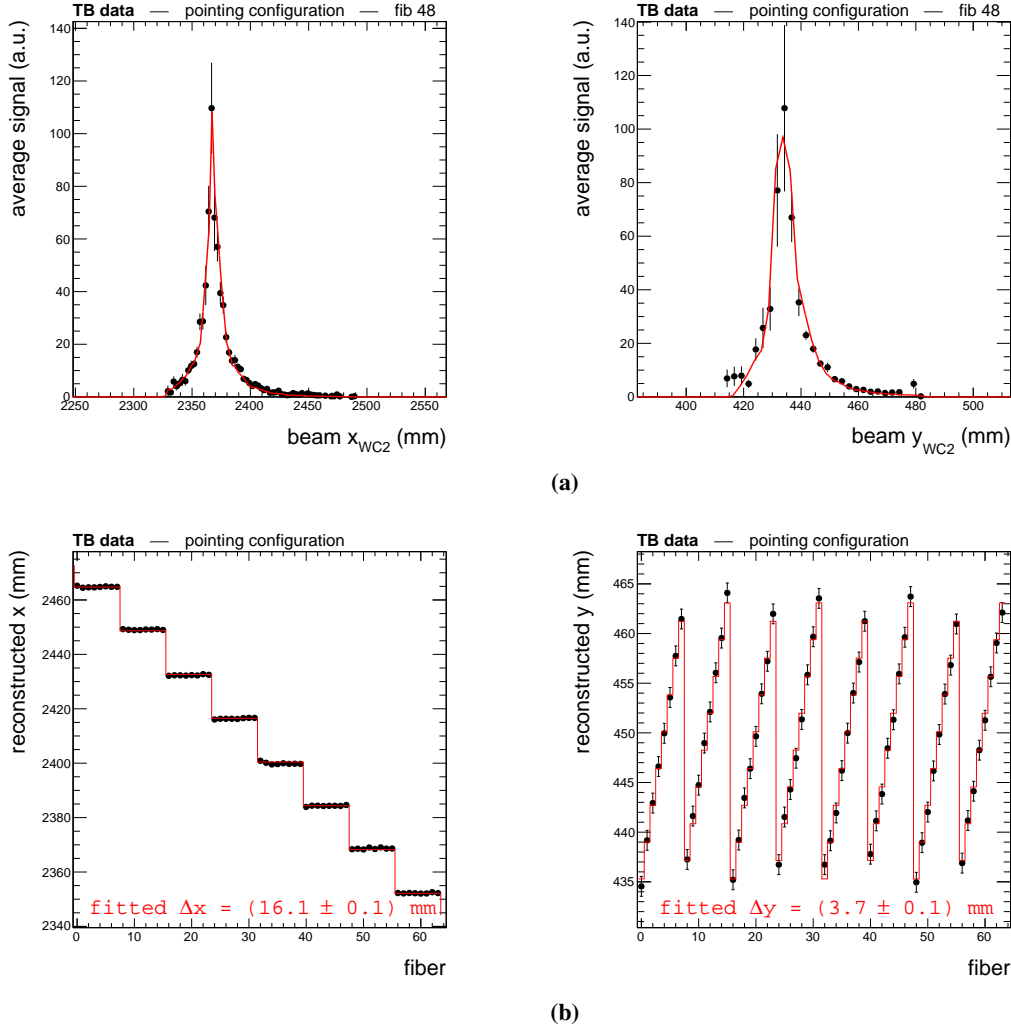 TB data — pointing configuration — fib 48
average signal (a.u.)
140
120
100
80
60
40
20
0
2250 2300 2350 2400 2450 2500 2550
beam x_WC2 (mm)
TB data — pointing configuration — fib 48
average signal (a.u.)
140
120
100
80
60
40
20
0
400 420 440 460 480 500
beam y_WC2 (mm)
(a)
TB data — pointing configuration
reconstructed x (mm)
2460
2440
2420
2400
2380
2360
2340
fitted Δx = (16.1 ± 0.1) mm
0 10 20 30 40 50 60
fiber
TB data — pointing configuration
reconstructed y (mm)
465
460
455
450
445
440
435
fitted Δy = (3.7 ± 0.1) mm
0 10 20 30 40 50 60
fiber
(b)